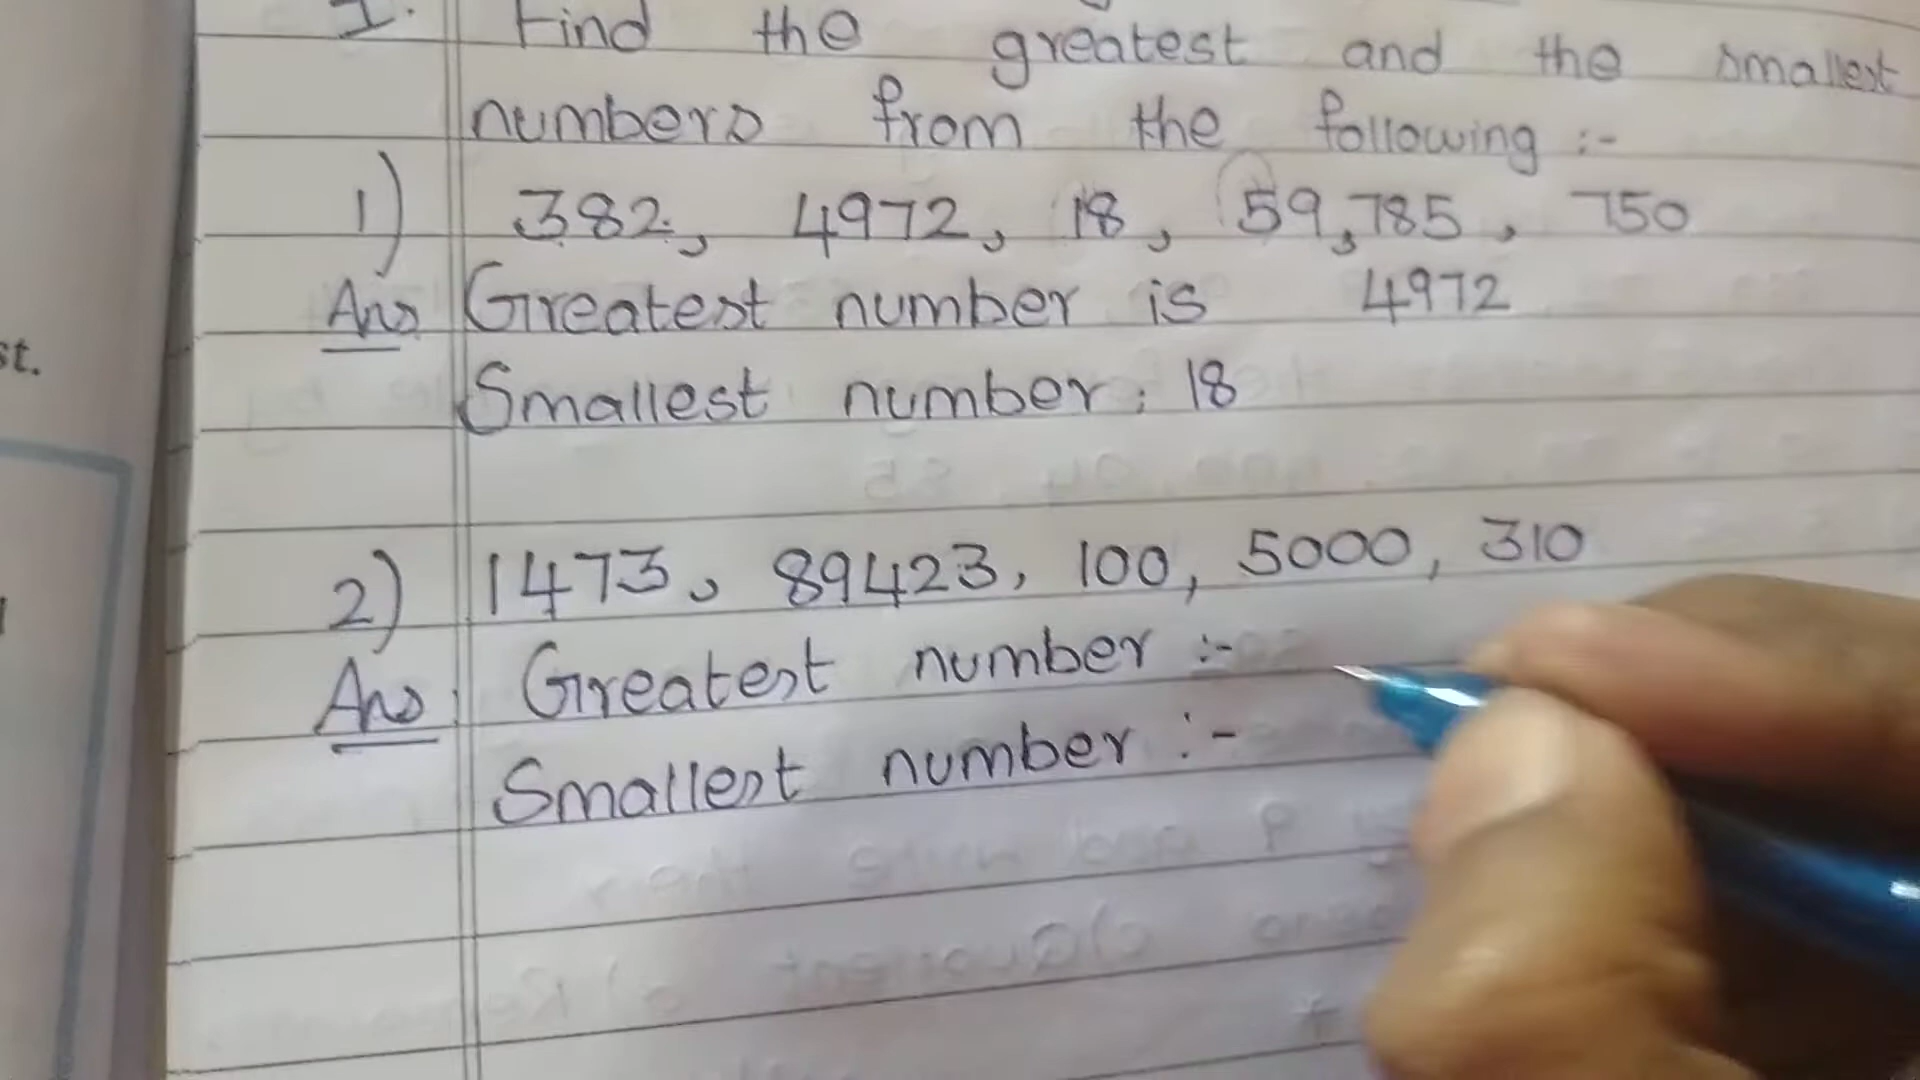 I. Find the greatest and the smallest
numbers from the following :-
1) 382, 4972, 18, 59,785, 750
Ans Greatest number is 4972
st.
Smallest number : 18
2) 1473, 89423, 100, 5000, 310
Ans: Greatest number :-
Smallest number :-